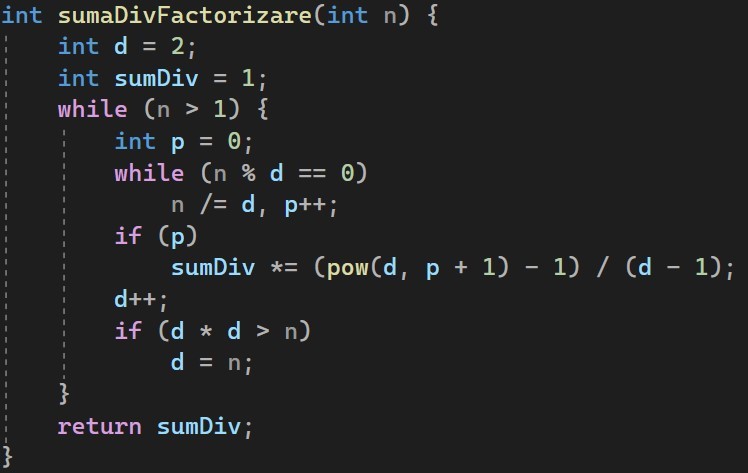 int sumaDivFactorizare(int n) {
    int d = 2;
    int sumDiv = 1;
    while (n > 1) {
        int p = 0;
        while (n % d == 0)
            n /= d, p++;
        if (p)
            sumDiv *= (pow(d, p + 1) - 1) / (d - 1);
        d++;
        if (d * d > n)
            d = n;
    }
    return sumDiv;
}